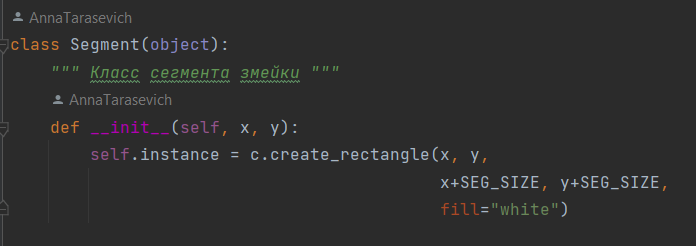 AnnaTarasevich
class Segment(object):
""" Класс сегмента змейки """
AnnaTarasevich
def __init__(self, x, y):
self.instance = c.create_rectangle(x, y,
x+SEG_SIZE, y+SEG_SIZE,
fill="white")